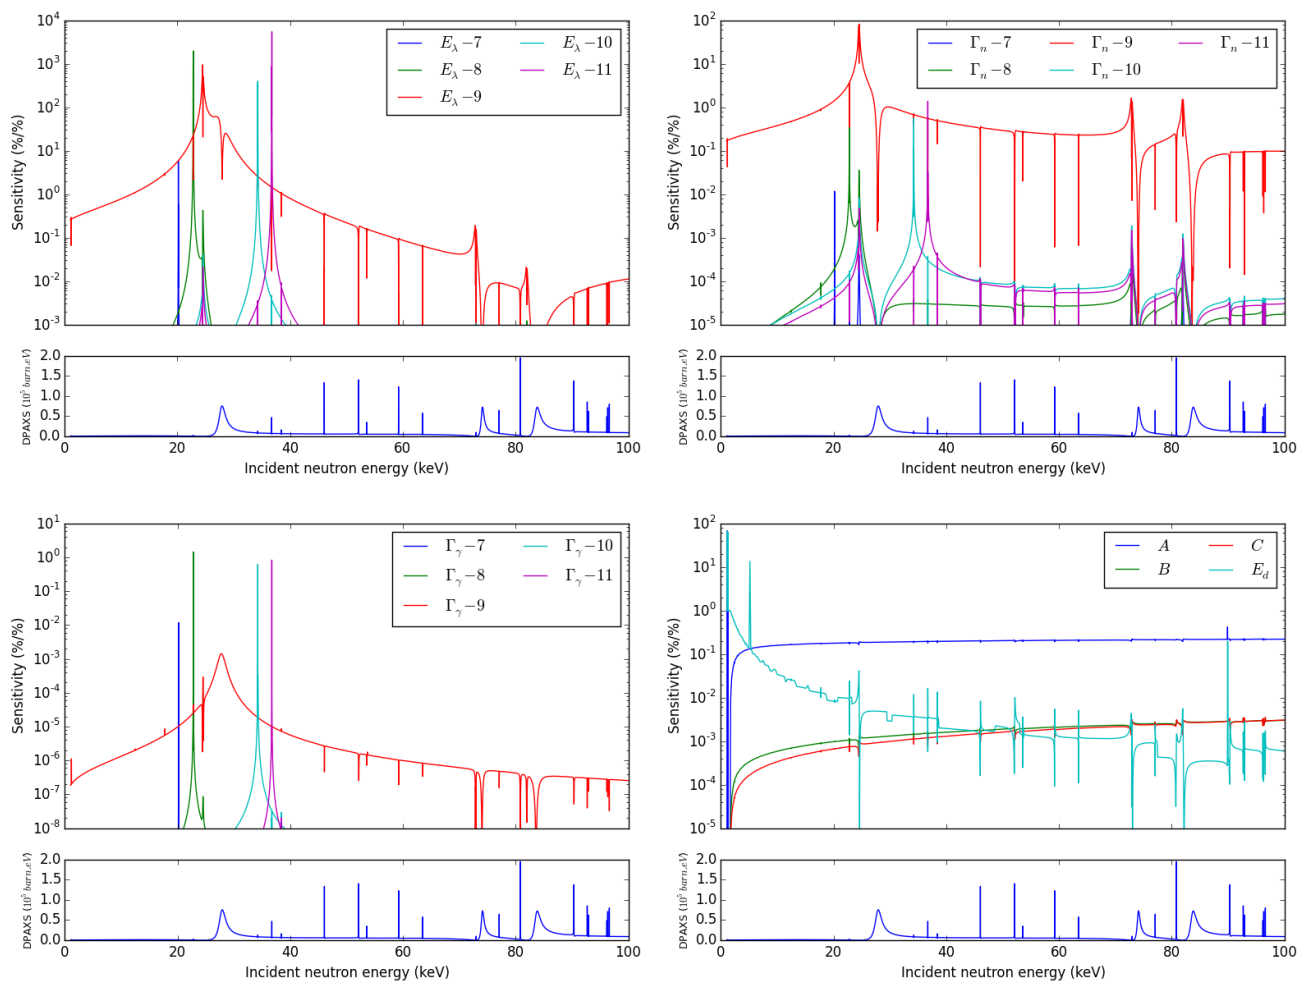 10^4
10^3
10^2
10^1
10^0
10^-1
10^-2
10^-3
Sensitivity (%/%)
E_λ−7
E_λ−8
E_λ−9
E_λ−10
E_λ−11
2.0
1.5
1.0
0.5
0.0
DPAXS (10^5 barn.eV)
0 20 40 60 80 100
Incident neutron energy (keV)
10^2
10^1
10^0
10^-1
10^-2
10^-3
10^-4
10^-5
Sensitivity (%/%)
Γ_n−7
Γ_n−8
Γ_n−9
Γ_n−10
Γ_n−11
2.0
1.5
1.0
0.5
0.0
DPAXS (10^5 barn.eV)
0 20 40 60 80 100
Incident neutron energy (keV)
10^1
10^0
10^-1
10^-2
10^-3
10^-4
10^-5
10^-6
10^-7
10^-8
Sensitivity (%/%)
Γ_γ−7
Γ_γ−8
Γ_γ−9
Γ_γ−10
Γ_γ−11
2.0
1.5
1.0
0.5
0.0
DPAXS (10^5 barn.eV)
0 20 40 60 80 100
Incident neutron energy (keV)
10^2
10^1
10^0
10^-1
10^-2
10^-3
10^-4
10^-5
Sensitivity (%/%)
A
B
C
E_d
2.0
1.5
1.0
0.5
0.0
DPAXS (10^5 barn.eV)
0 20 40 60 80 100
Incident neutron energy (keV)